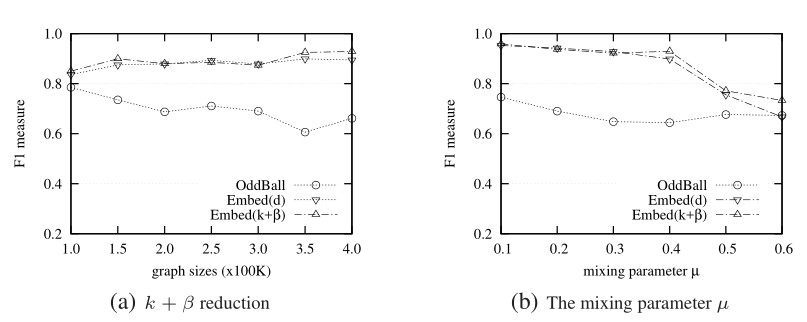 1.0
0.8
0.6
0.4
0.2
F1 measure
OddBall
Embed(d)
Embed(k+β)
1.0 1.5 2.0 2.5 3.0 3.5 4.0
graph sizes (x100K)
(a) k + β reduction
1.0
0.8
0.6
0.4
0.2
F1 measure
OddBall
Embed(d)
Embed(k+β)
0.1 0.2 0.3 0.4 0.5 0.6
mixing parameter μ
(b) The mixing parameter μ